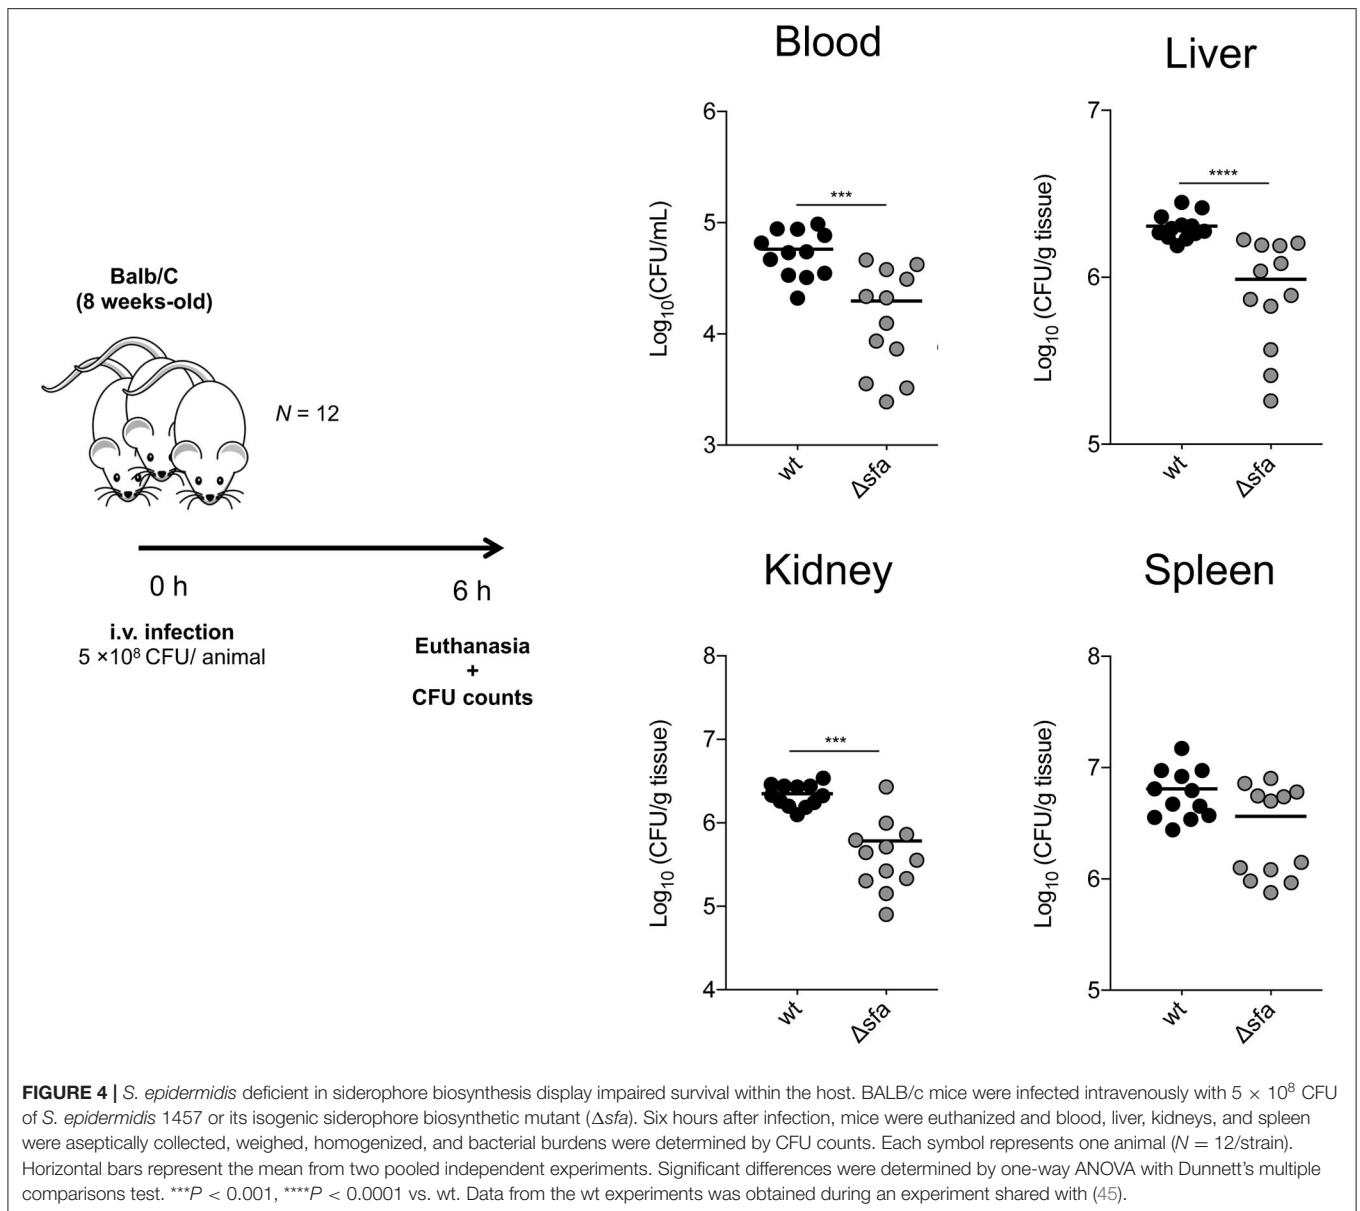 Balb/C
(8 weeks-old)
N = 12
0 h
6 h
i.v. infection
5 ×10⁸ CFU/ animal
Euthanasia
+
CFU counts
Blood
Log₁₀(CFU/mL)
6
5
4
3
***
wt
Δsfa
Liver
Log₁₀ (CFU/g tissue)
7
6
5
****
wt
Δsfa
Kidney
Log₁₀ (CFU/g tissue)
8
7
6
5
4
***
wt
Δsfa
Spleen
Log₁₀ (CFU/g tissue)
8
7
6
5
wt
Δsfa
FIGURE 4 | S. epidermidis deficient in siderophore biosynthesis display impaired survival within the host. BALB/c mice were infected intravenously with 5 × 10⁸ CFU
of S. epidermidis 1457 or its isogenic siderophore biosynthetic mutant (Δsfa). Six hours after infection, mice were euthanized and blood, liver, kidneys, and spleen
were aseptically collected, weighed, homogenized, and bacterial burdens were determined by CFU counts. Each symbol represents one animal (N = 12/strain).
Horizontal bars represent the mean from two pooled independent experiments. Significant differences were determined by one-way ANOVA with Dunnett's multiple
comparisons test. ***P < 0.001, ****P < 0.0001 vs. wt. Data from the wt experiments was obtained during an experiment shared with (45).